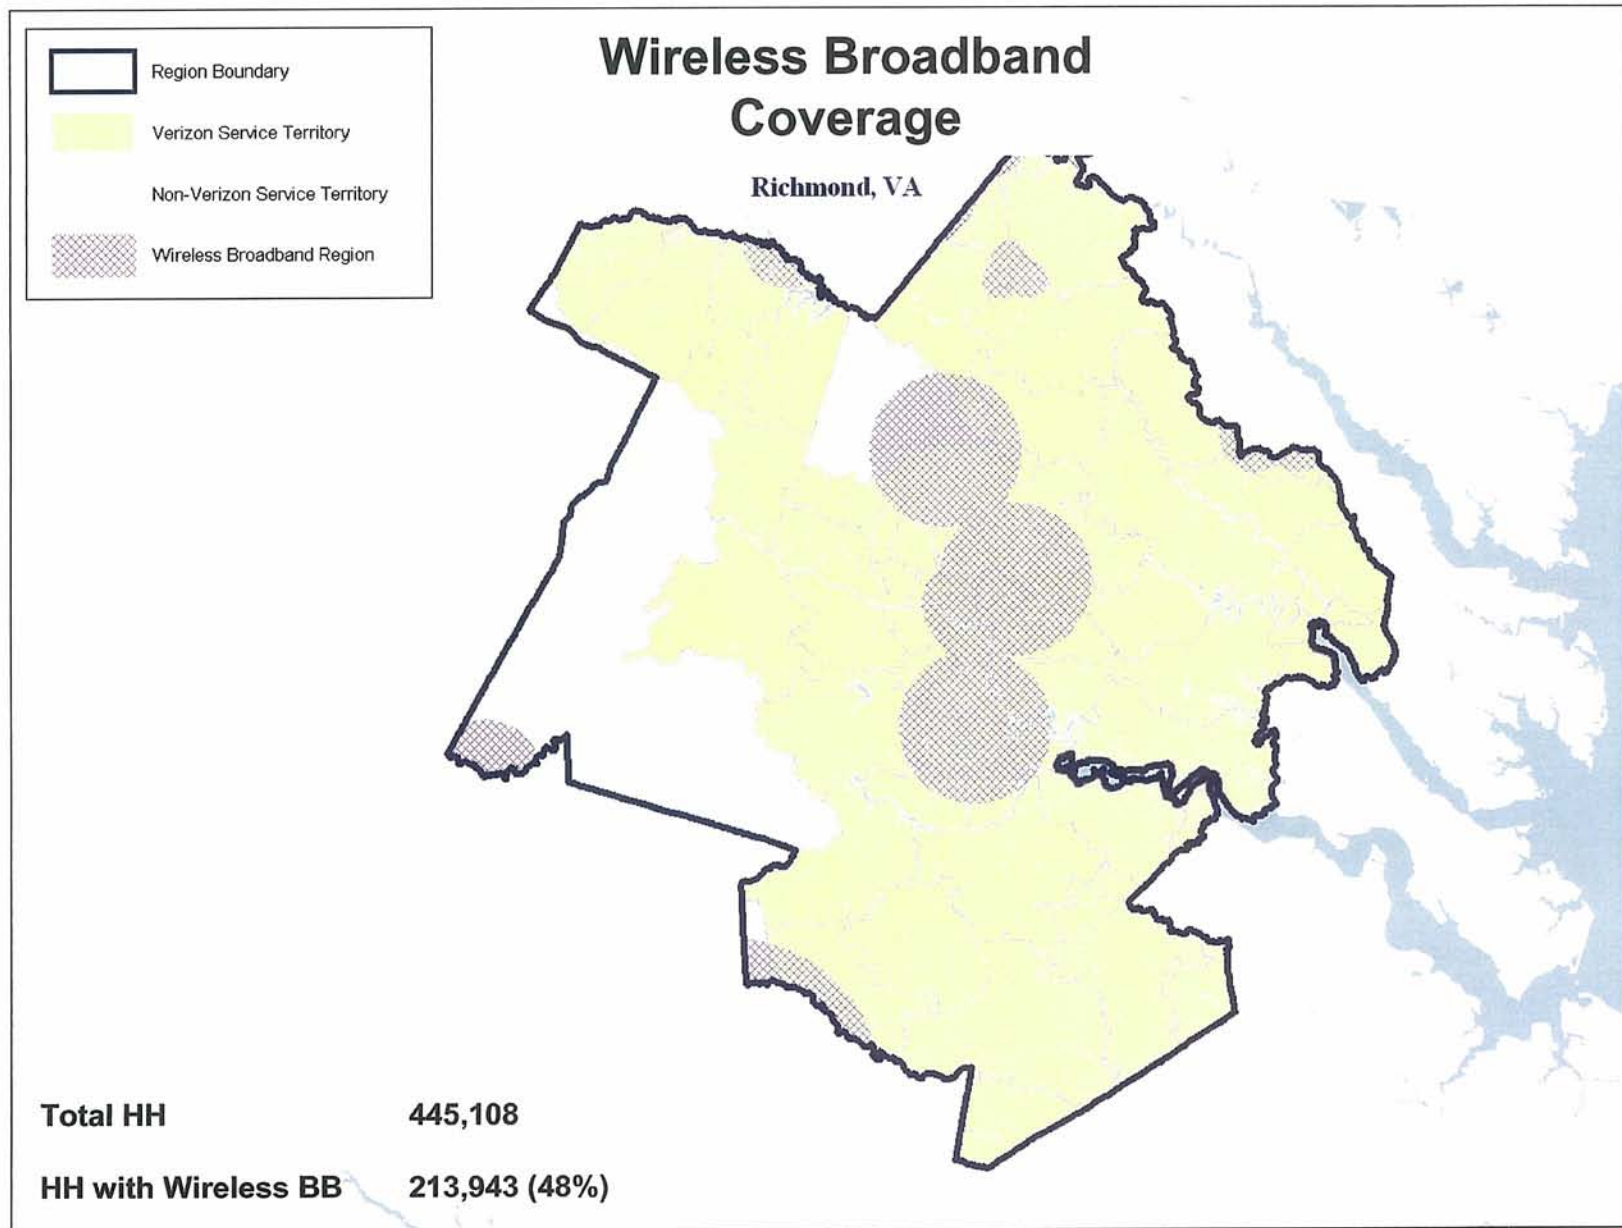 Wireless Broadband
Coverage
Richmond, VA
Region Boundary
Verizon Service Territory
Non-Verizon Service Territory
Wireless Broadband Region
Total HH 445,108
HH with Wireless BB 213,943 (48%)